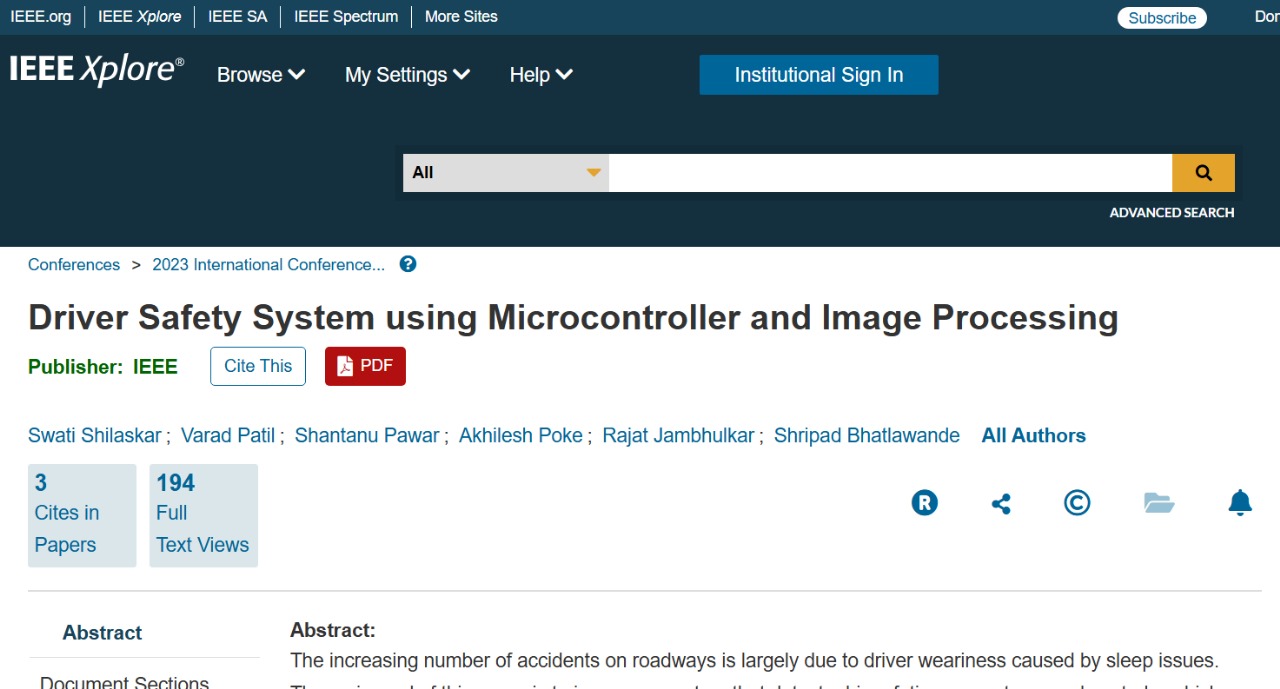 IEEE.org IEEE Xplore IEEE SA IEEE Spectrum More Sites Subscribe
IEEE Xplore® Browse My Settings Help Institutional Sign In
All
ADVANCED SEARCH
Conferences > 2023 International Conference... ?
Driver Safety System using Microcontroller and Image Processing
Publisher: IEEE Cite This PDF
Swati Shilaskar ; Varad Patil ; Shantanu Pawar ; Akhilesh Poke ; Rajat Jambhulkar ; Shripad Bhatlawande All Authors
3 194
Cites in Full
Papers Text Views
R ©
Abstract
Abstract:
The increasing number of accidents on roadways is largely due to driver weariness caused by sleep issues.
Document Sections